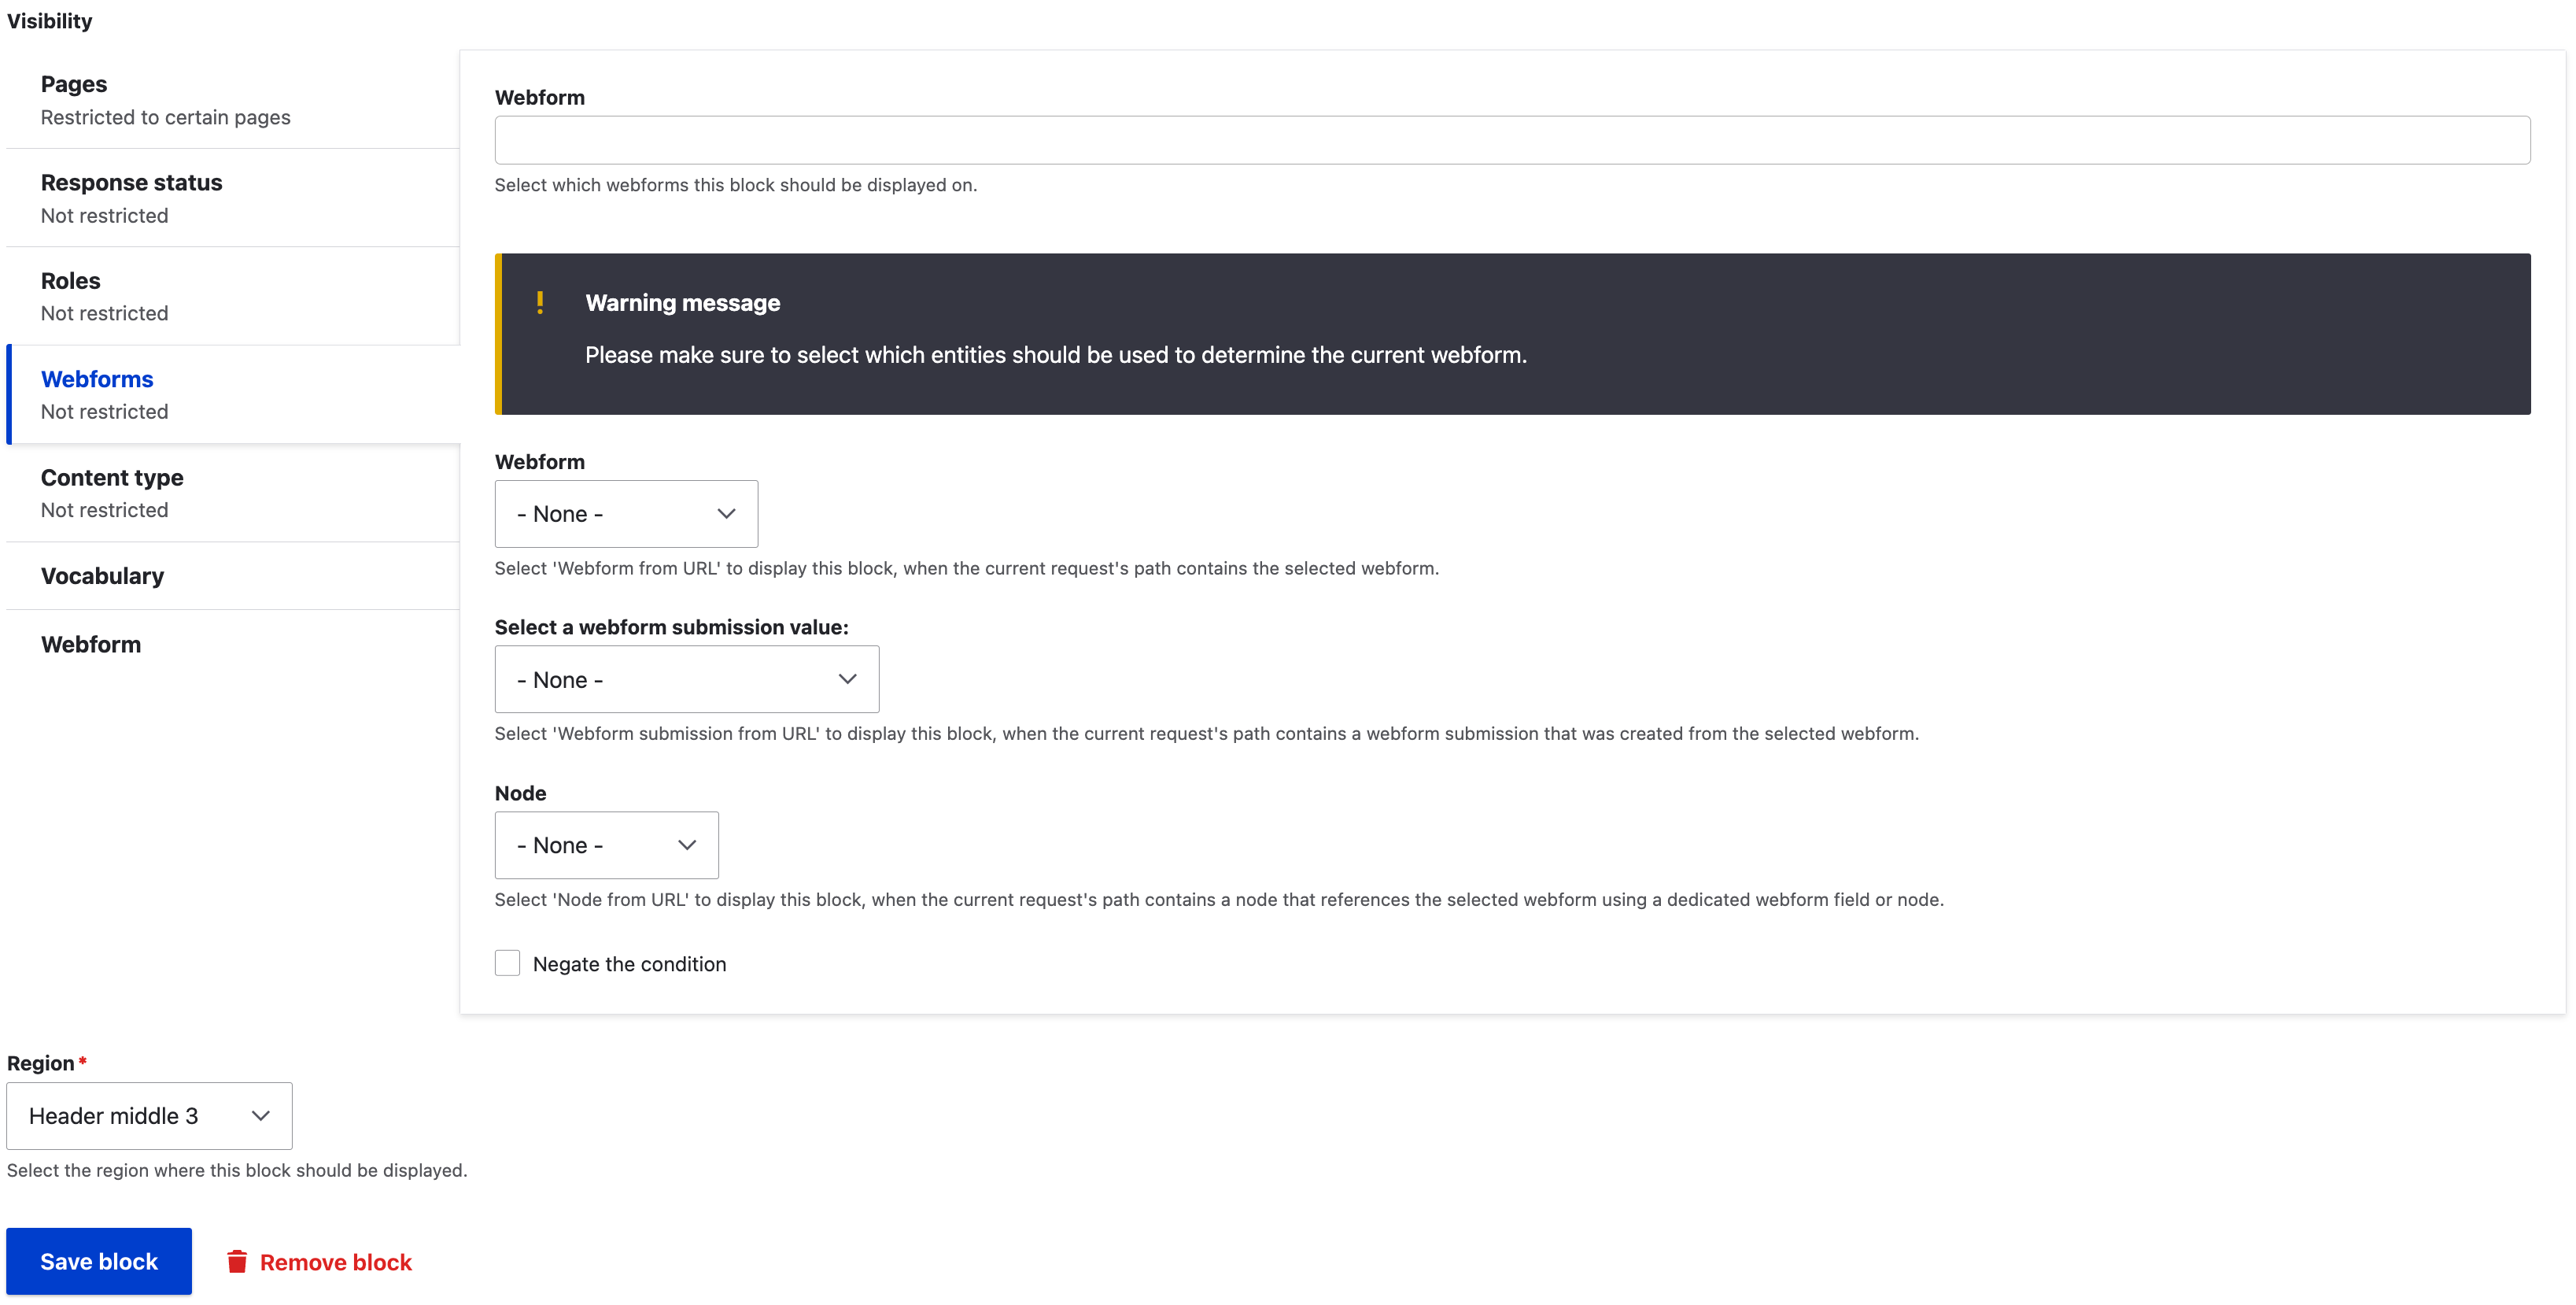 Visibility
Pages
Restricted to certain pages
Response status
Not restricted
Roles
Not restricted
Webforms
Not restricted
Content type
Not restricted
Vocabulary
Webform
Webform
Select which webforms this block should be displayed on.
Warning message
Please make sure to select which entities should be used to determine the current webform.
Webform
- None -
Select 'Webform from URL' to display this block, when the current request's path contains the selected webform.
Select a webform submission value:
- None -
Select 'Webform submission from URL' to display this block, when the current request's path contains a webform submission that was created from the selected webform.
Node
- None -
Select 'Node from URL' to display this block, when the current request's path contains a node that references the selected webform using a dedicated webform field or node.
Negate the condition
Region*
Header middle 3
Select the region where this block should be displayed.
Save block
Remove block